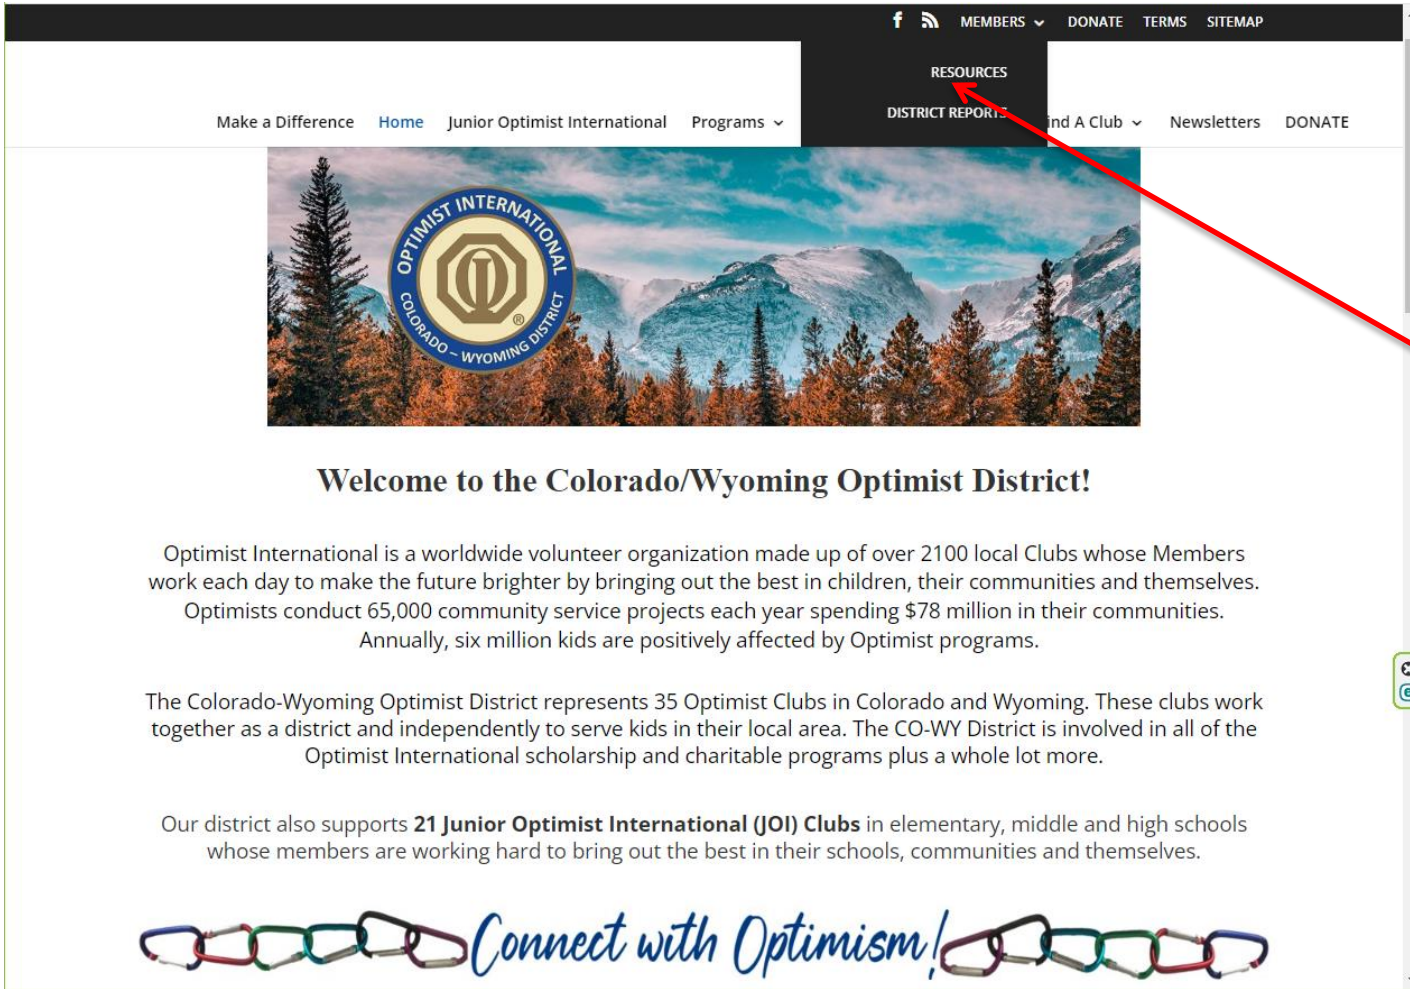 MEMBERS DONATE TERMS SITEMAP
RESOURCES
DISTRICT REPORTS
Make a Difference Home Junior Optimist International Programs ind A Club Newsletters DONATE
OPTIMIST INTERNATIONAL
COLORADO – WYOMING DISTRICT
®
Welcome to the Colorado/Wyoming Optimist District!
Optimist International is a worldwide volunteer organization made up of over 2100 local Clubs whose Members
work each day to make the future brighter by bringing out the best in children, their communities and themselves.
Optimists conduct 65,000 community service projects each year spending $78 million in their communities.
Annually, six million kids are positively affected by Optimist programs.
The Colorado-Wyoming Optimist District represents 35 Optimist Clubs in Colorado and Wyoming. These clubs work
together as a district and independently to serve kids in their local area. The CO-WY District is involved in all of the
Optimist International scholarship and charitable programs plus a whole lot more.
Our district also supports 21 Junior Optimist International (JOI) Clubs in elementary, middle and high schools
whose members are working hard to bring out the best in their schools, communities and themselves.
Connect with Optimism!